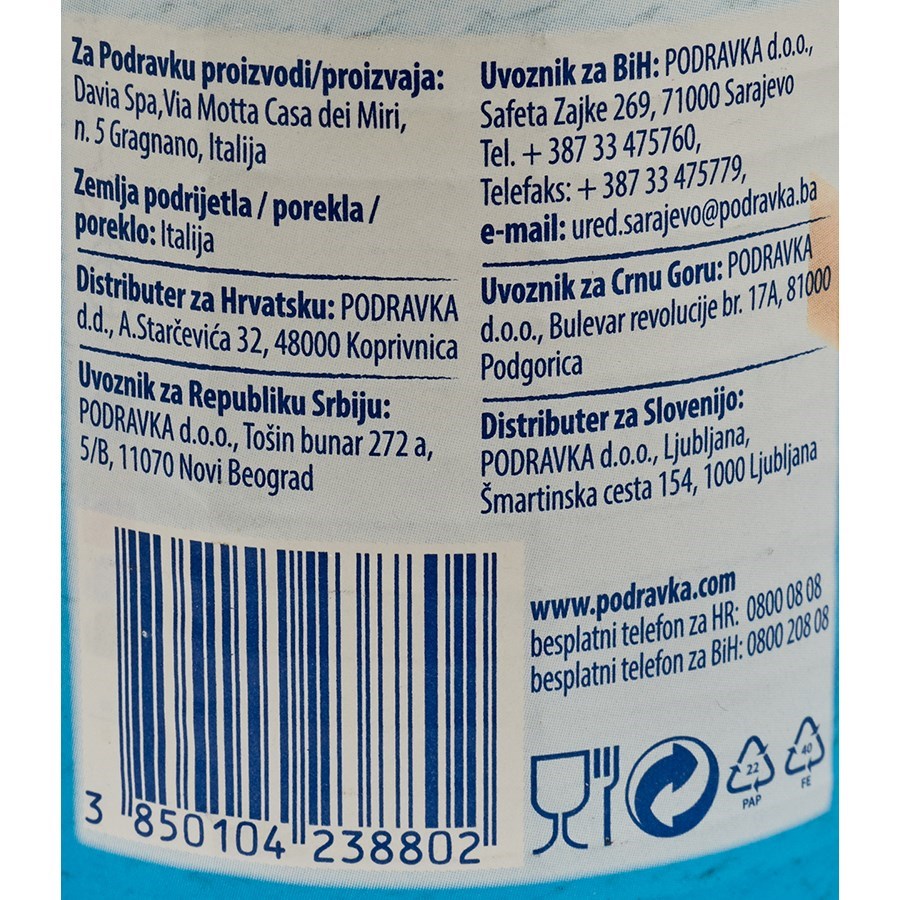 Za Podravku proizvodi/proizvaja:
Davia Spa,Via Motta Casa dei Miri,
n. 5 Gragnano, Italija
Zemlja podrijetla / porekla /
poreklo: Italija
Distributer za Hrvatsku: PODRAVKA
d.d., A.Starčevića 32, 48000 Koprivnica
Uvoznik za Republiku Srbiju:
PODRAVKA d.o.o., Tošin bunar 272 a,
5/B, 11070 Novi Beograd
Uvoznik za BiH: PODRAVKA d.o.o.,
Safeta Zajke 269, 71000 Sarajevo
Tel. + 387 33 475760,
Telefaks: + 387 33 475779,
e-mail: ured.sarajevo@podravka.ba
Uvoznik za Crnu Goru: PODRAVKA
d.o.o., Bulevar revolucije br. 17A, 81000
Podgorica
Distributer za Sloveniju:
PODRAVKA d.o.o., Ljubljana,
Šmartinska cesta 154, 1000 Ljubljana
www.podravka.com
besplatni telefon za HR: 0800 08 08
besplatni telefon za BiH: 0800 208 08
3 850104 238802
22
PAP
40
FE